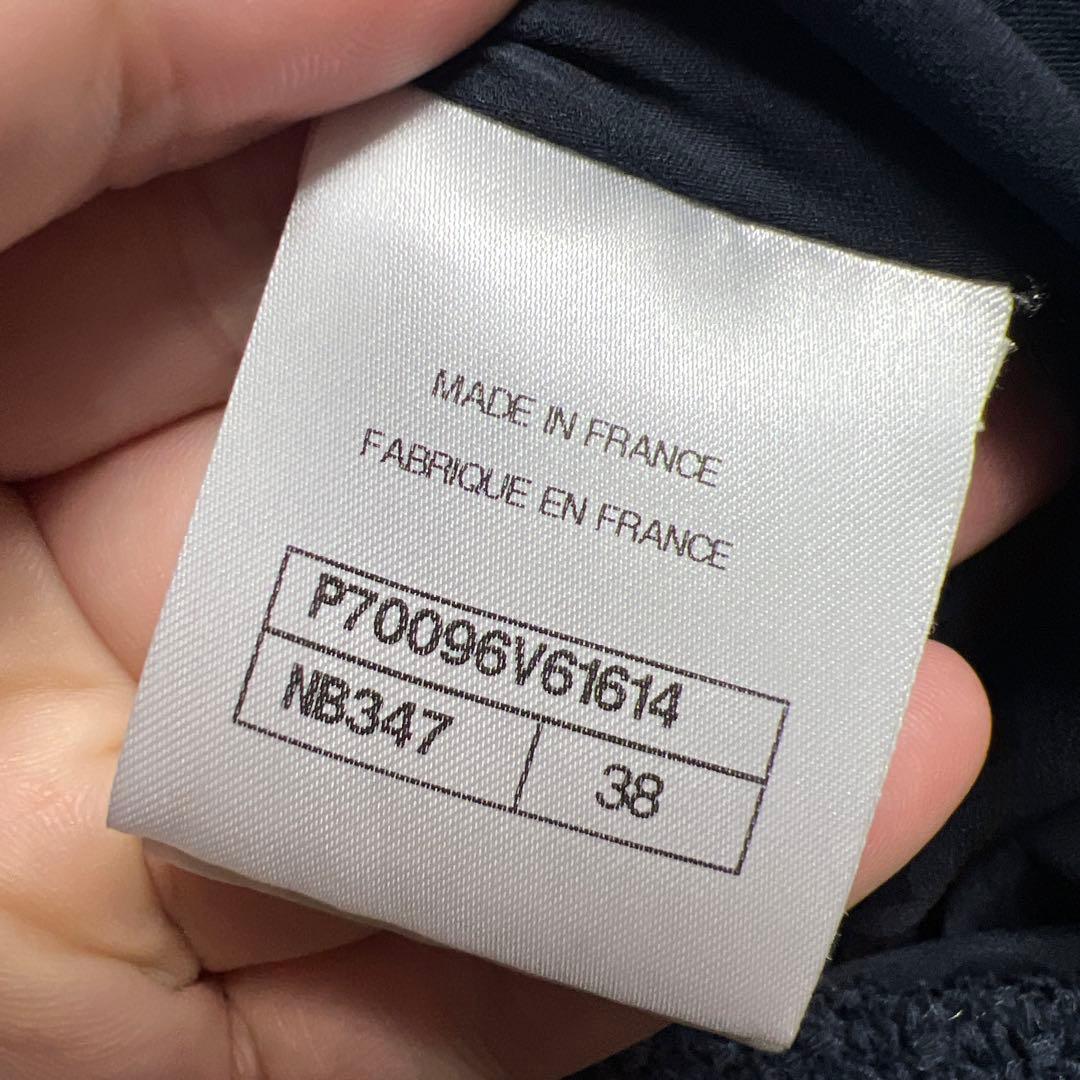 MADE IN FRANCE
FABRIQUE EN FRANCE
P70096V61614
NB347 38